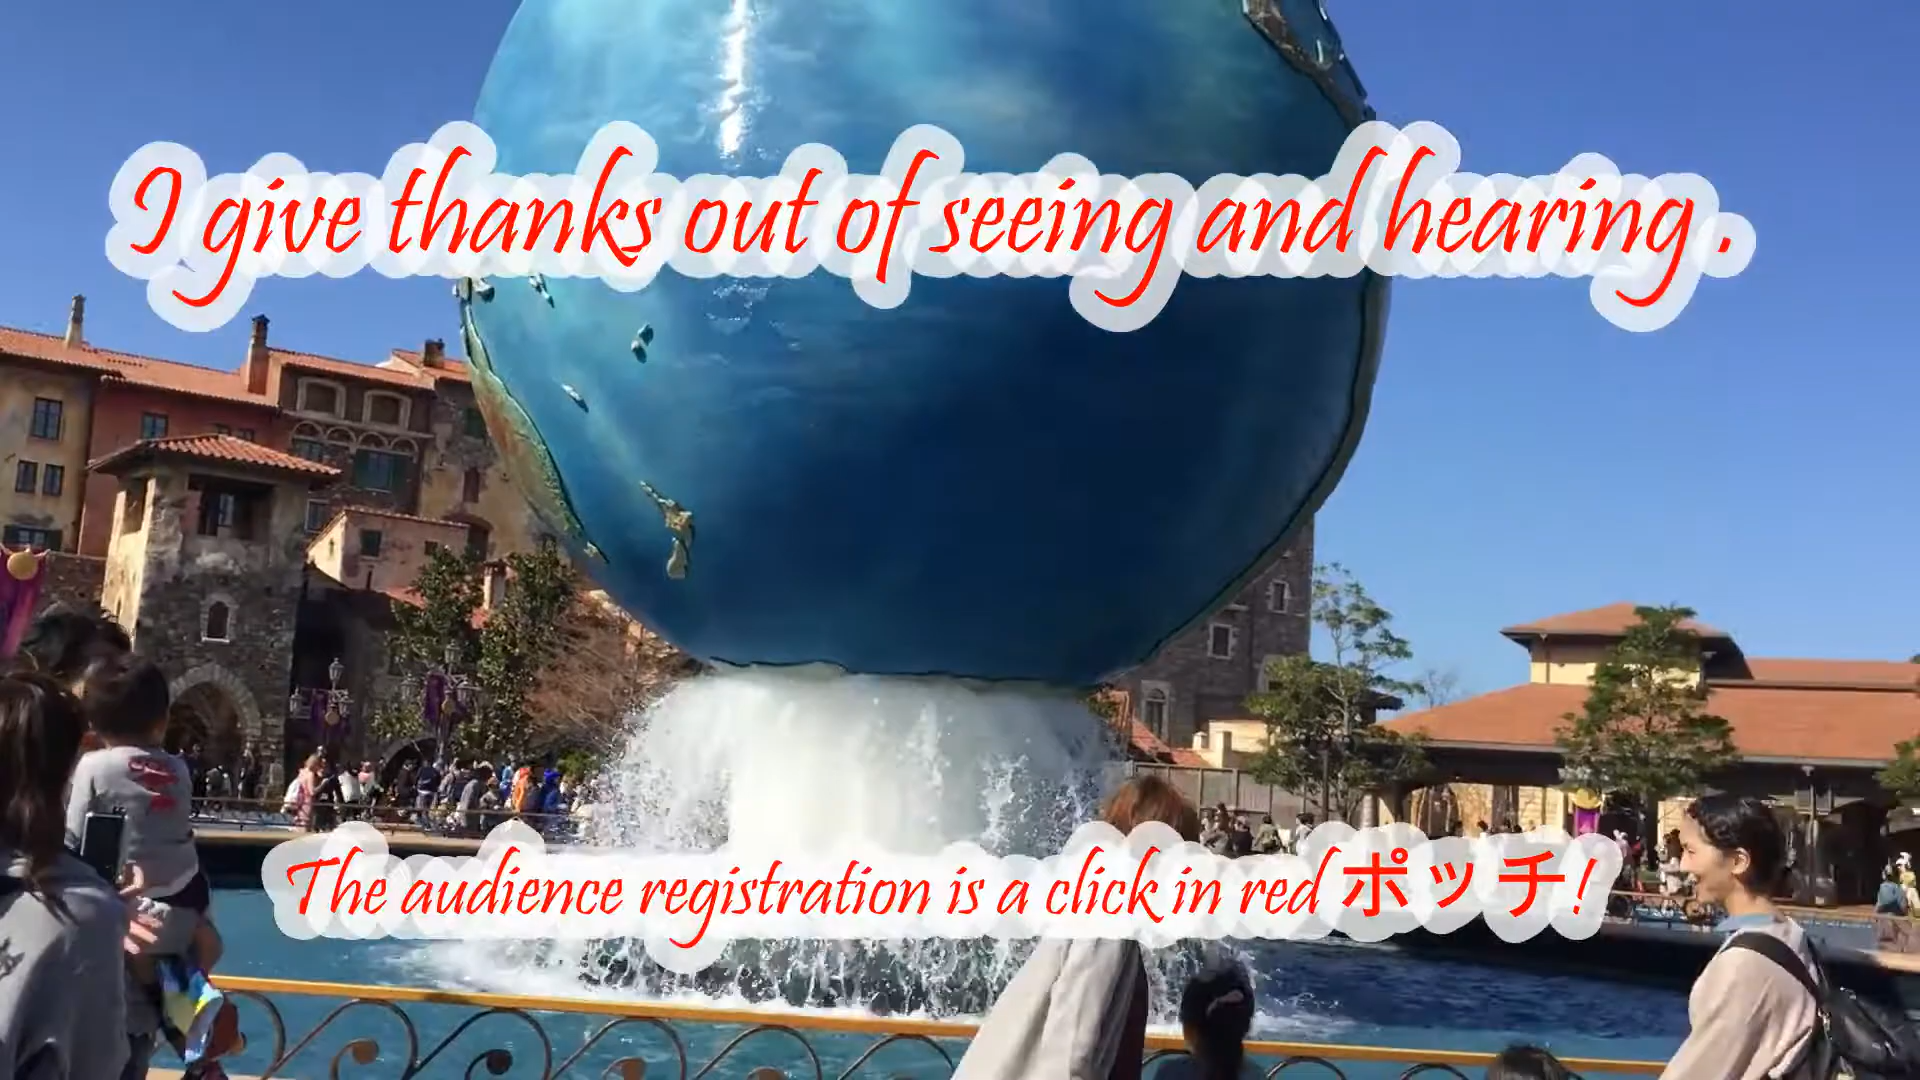 I give thanks out of seeing and hearing.
The audience registration is a click in red ポッチ!